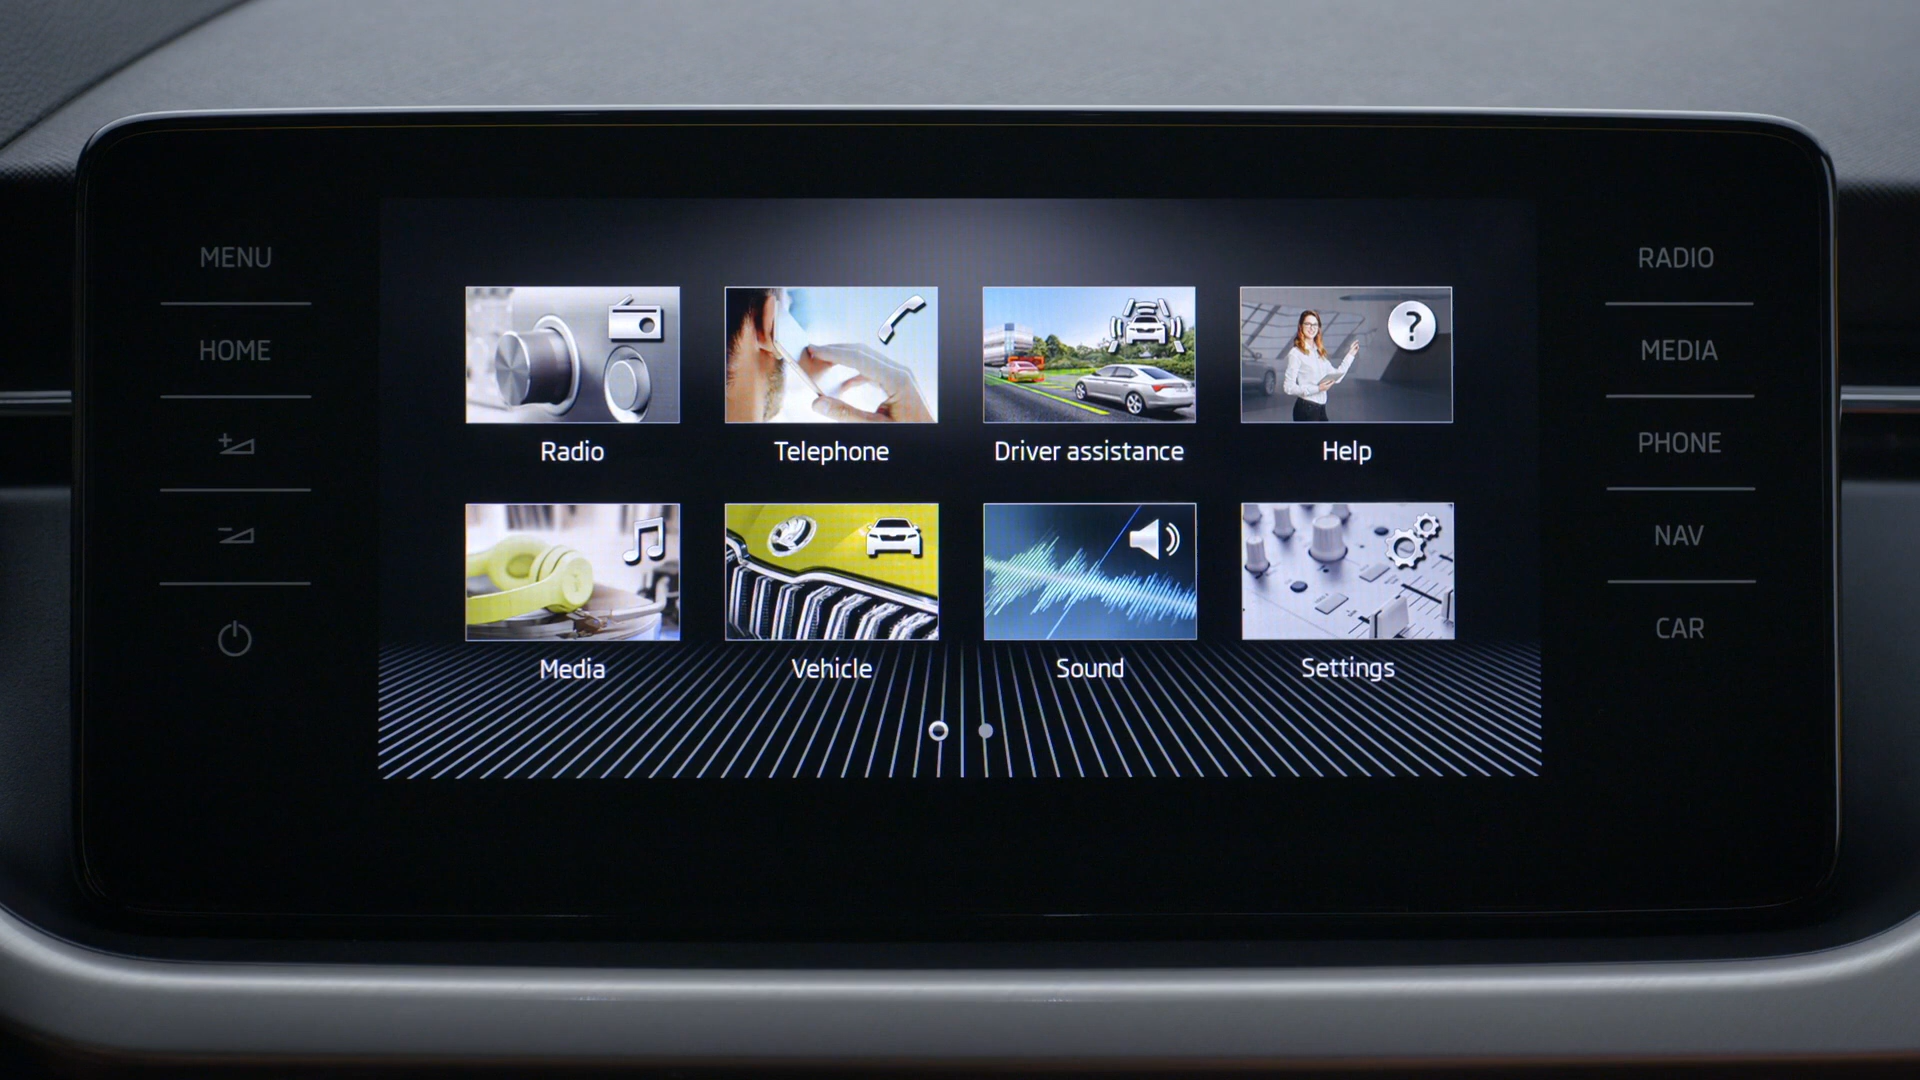 MENU
HOME
RADIO
MEDIA
PHONE
NAV
CAR
Radio
Telephone
Driver assistance
Help
Media
Vehicle
Sound
Settings